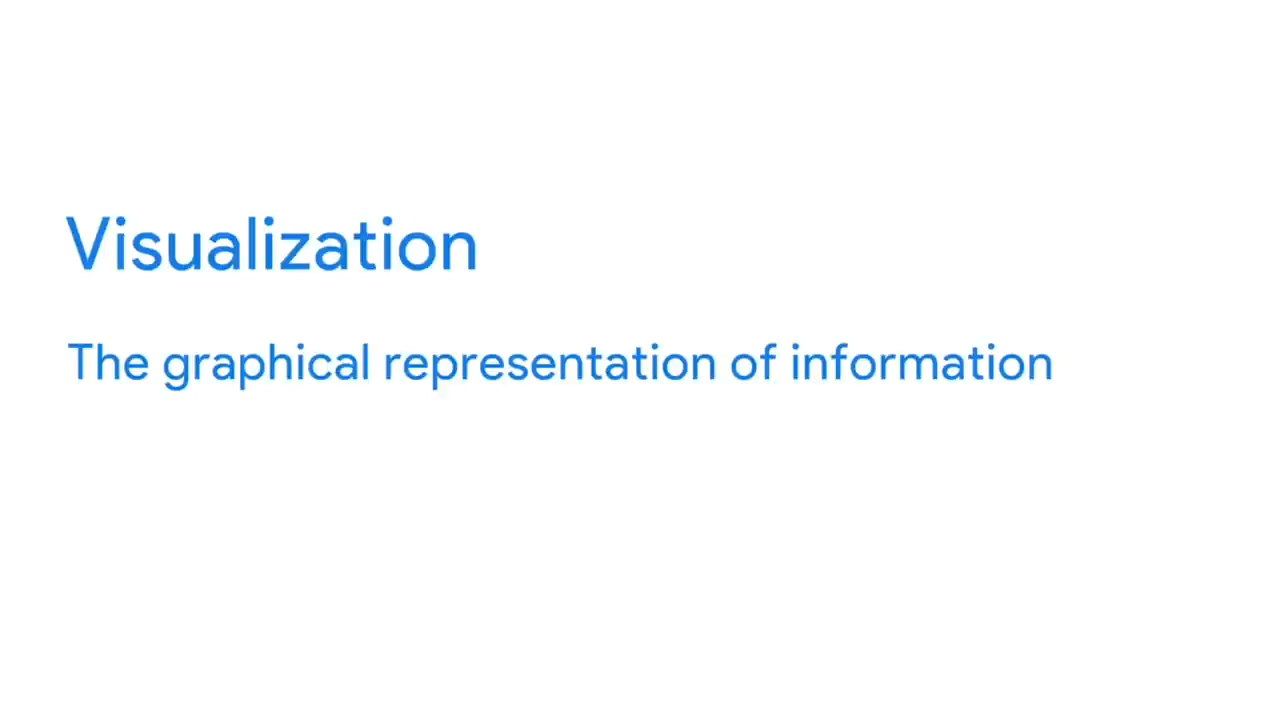 Visualization
The graphical representation of information